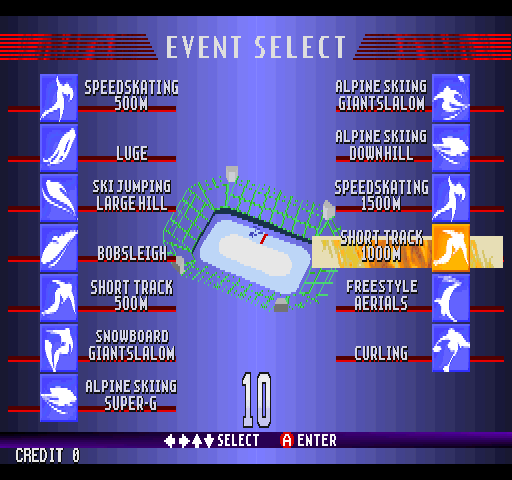 EVENT SELECT
SPEEDSKATING
500M
LUGE
SKI JUMPING
LARGE HILL
BOBSLEIGH
SHORT TRACK
500M
SNOWBOARD
GIANTSLALOM
ALPINE SKIING
SUPER-G
ALPINE SKIING
GIANTSLALOM
ALPINE SKIING
DOWNHILL
SPEEDSKATING
1500M
SHORT TRACK
1000M
FREESTYLE
AERIALS
CURLING
10
SELECT A ENTER
CREDIT 0